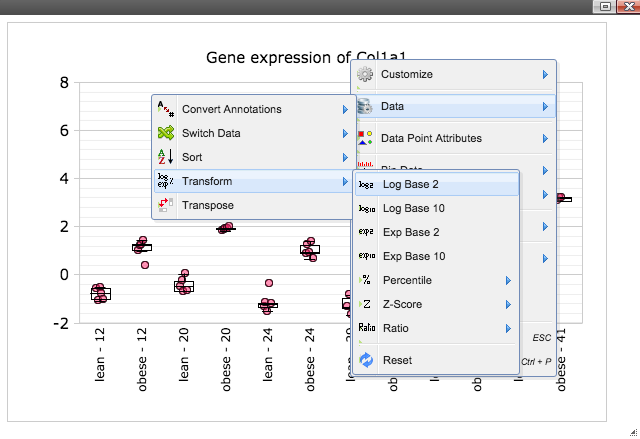 Gene expression of Col1a1
8
6
4
2
0
-2
Customize
Data
Data Point Attributes
ESC
Ctrl + P
Convert Annotations
Switch Data
Sort
Transform
Transpose
Log Base 2
Log Base 10
Exp Base 2
Exp Base 10
Percentile
Z-Score
Ratio
Reset
lean - 12
obese - 12
lean - 20
obese - 20
lean - 24
obese - 24
obese - 41